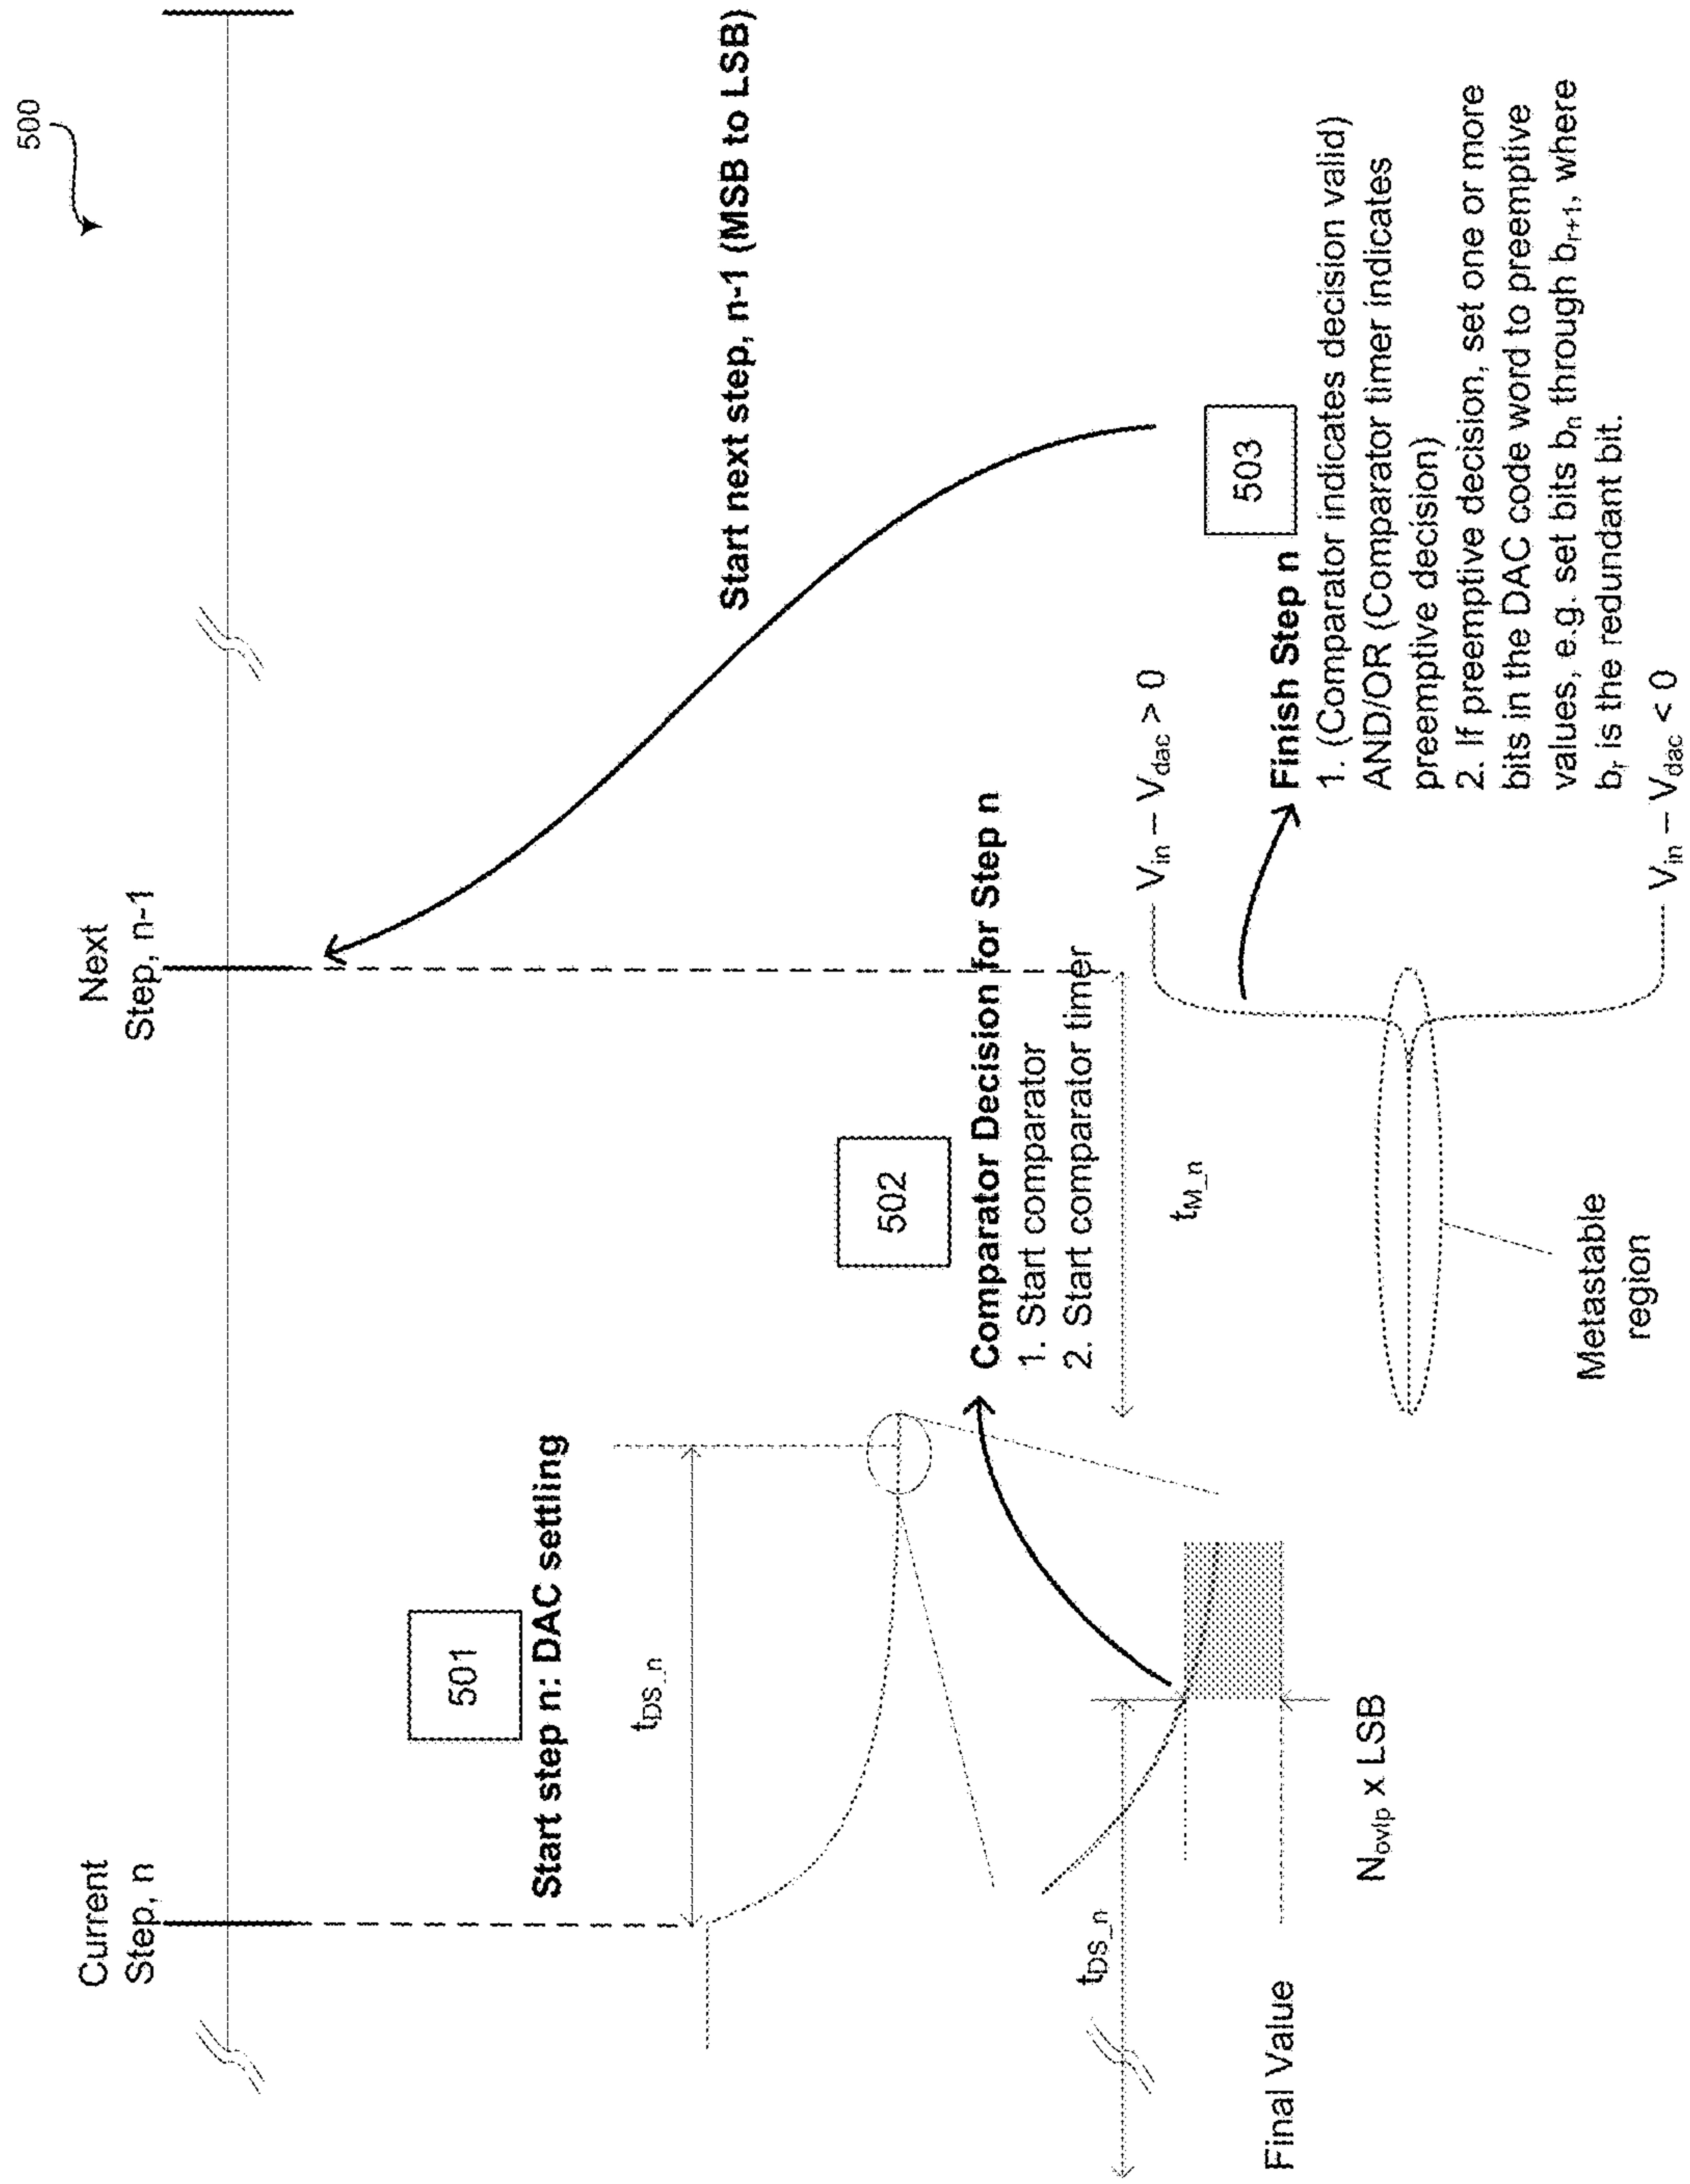 500
Current
Step, n
Next
Step, n-1
501
Start step n: DAC settling
t_DS_n
Start next step, n-1 (MSB to LSB)
502
Comparator Decision for Step n
1. Start comparator
2. Start comparator timer
t_DS_n
t_M_n
Final Value
N_ovlp x LSB
Metastable
region
V_in – V_dac > 0
V_in – V_dac < 0
503
Finish Step n
1. (Comparator indicates decision valid)
AND/OR (Comparator timer indicates
preemptive decision)
2. If preemptive decision, set one or more
bits in the DAC code word to preemptive
values, e.g. set bits b_n through b_r+1, where
b_r is the redundant bit.